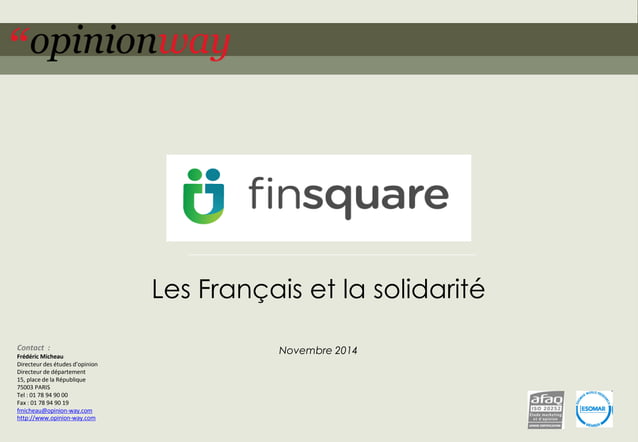 “opinionway
finsquare
Les Français et la solidarité
Novembre 2014
Contact :
Frédéric Micheau
Directeur des études d'opinion
Directeur de département
15, place de la République
75003 PARIS
Tel : 01 78 94 90 00
Fax : 01 78 94 90 19
fmicheau@opinion-way.com
http://www.opinion-way.com
afaq
ISO 20252
Etude marketing
et d'opinion
ESOMAR
MEMBER